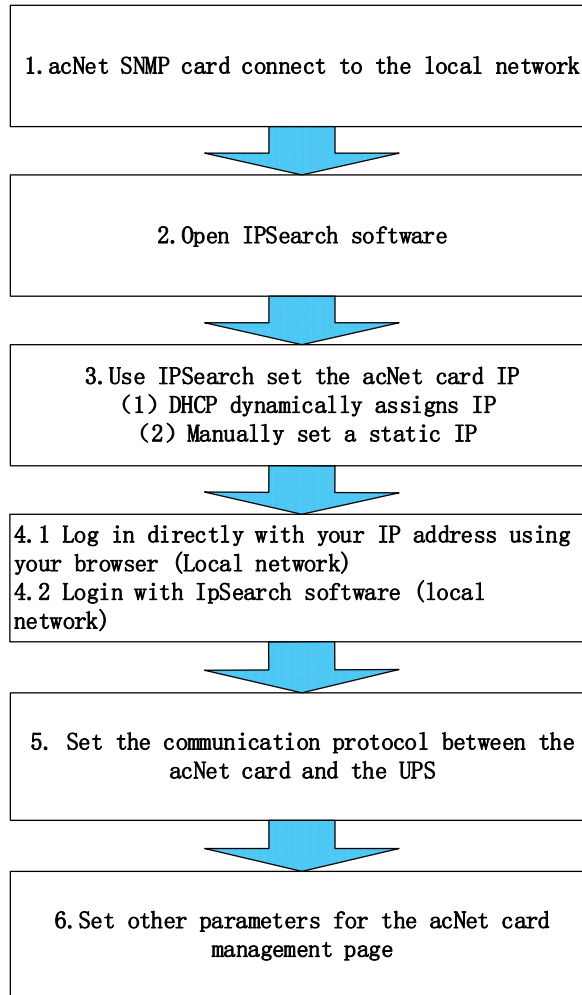 1.acNet SNMP card connect to the local network
2.Open IPSearch software
3.Use IPSearch set the acNet card IP
（1）DHCP dynamically assigns IP
（2）Manually set a static IP
4.1 Log in directly with your IP address using
your browser (Local network)
4.2 Login with IpSearch software (local
network)
5. Set the communication protocol between the
acNet card and the UPS
6.Set other parameters for the acNet card
management page